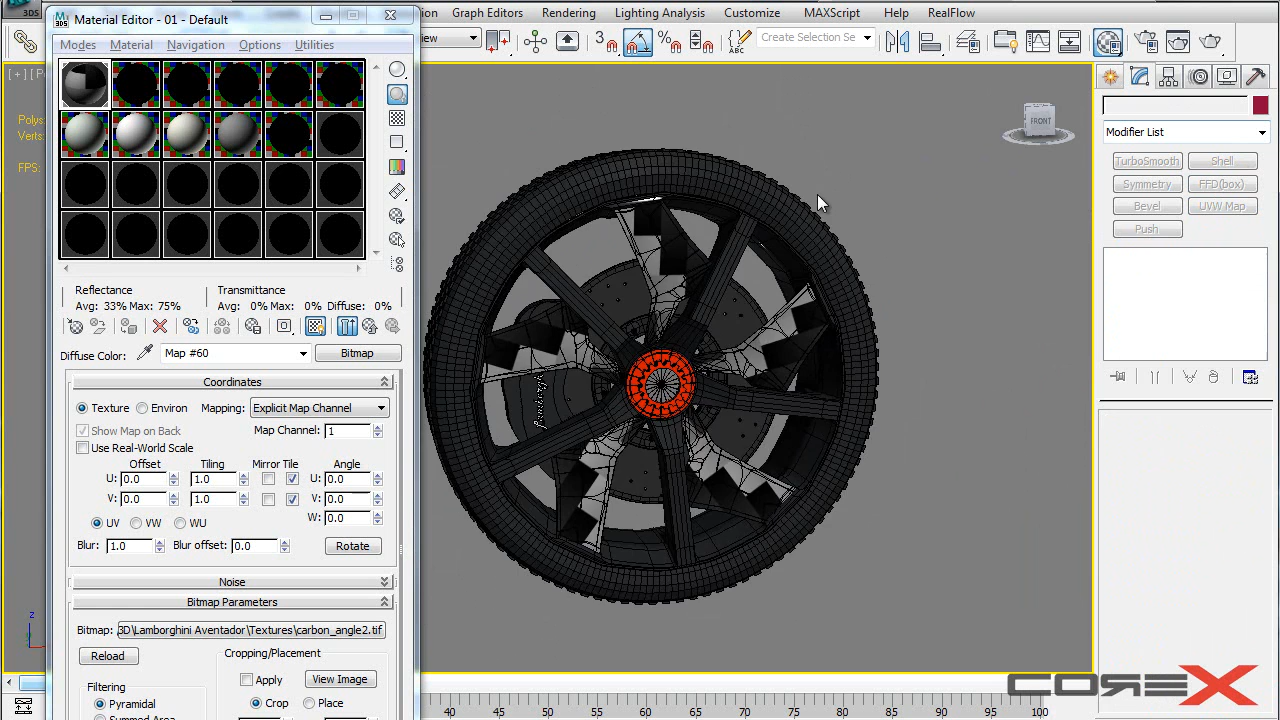 Material Editor - 01 - Default
Graph Editors Rendering Lighting Analysis Customize MAXScript Help RealFlow
Modes Material Navigation Options Utilities
Create Selection Se
3
ABC
FRONT
Modifier List
TurboSmooth Shell
Symmetry FFD(box)
Bevel UVW Map
Push
Polys
Verts
FPS:
Reflectance Transmittance
Avg: 33% Max: 75% Avg: 0% Max: 0% Diffuse: 0%
Diffuse Color: Map #60 Bitmap
Coordinates
Texture Environ Mapping: Explicit Map Channel
Show Map on Back Map Channel: 1
Use Real-World Scale
Offset Tiling Mirror Tile Angle
U: 0.0 1.0 U: 0.0
V: 0.0 1.0 V: 0.0
W: 0.0
UV VW WU
Blur: 1.0 Blur offset: 0.0 Rotate
Noise
Bitmap Parameters
Bitmap: 3D\Lamborghini Aventador\Textures\carbon_angle2.tif
Reload
Cropping/Placement
Apply View Image
Filtering
Crop Place
Pyramidal
Summed Area
z
40 45 50 55 60 65 70 75 80 85 90 95 100
COREX